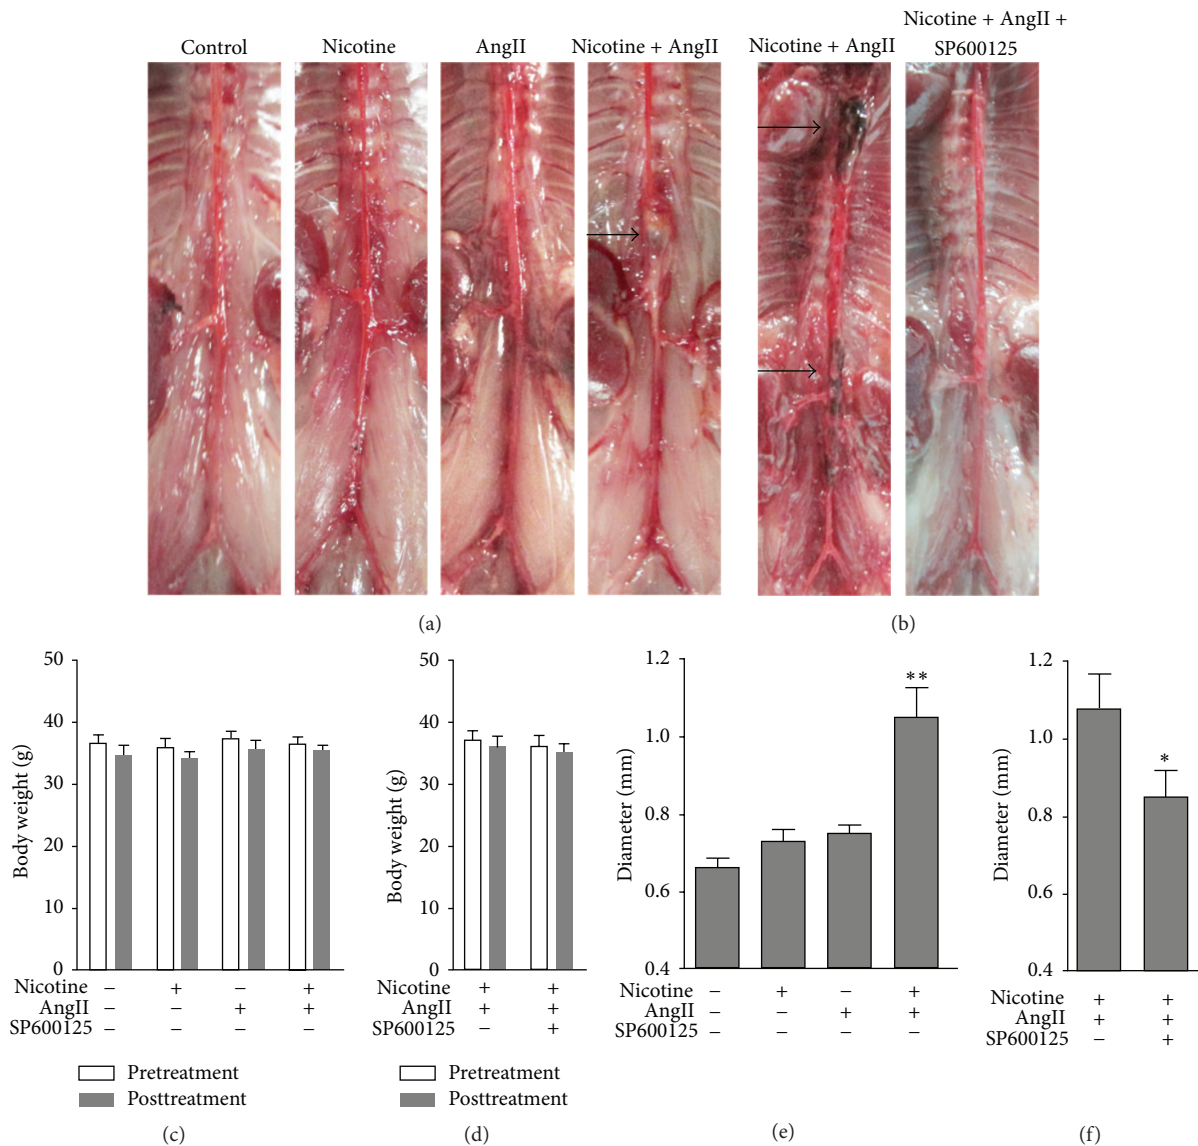 Nicotine + AngII +
Control Nicotine AngII Nicotine + AngII Nicotine + AngII SP600125
(a) (b)
50 50 1.2 1.2
40 40
1.0 1.0
30 30
Body weight (g) Body weight (g) Diameter (mm) Diameter (mm)
0.8 0.8
20 20
0.6 0.6
10 10
0 0 0.4 0.4
** *
Nicotine − + − + + + Nicotine − + − + Nicotine + +
AngII − − + + + + AngII − − + + AngII + +
SP600125 − − − − SP600125 − + SP600125 − − − − SP600125 − +
Pretreatment Pretreatment
Posttreatment Posttreatment
(c) (d) (e) (f)